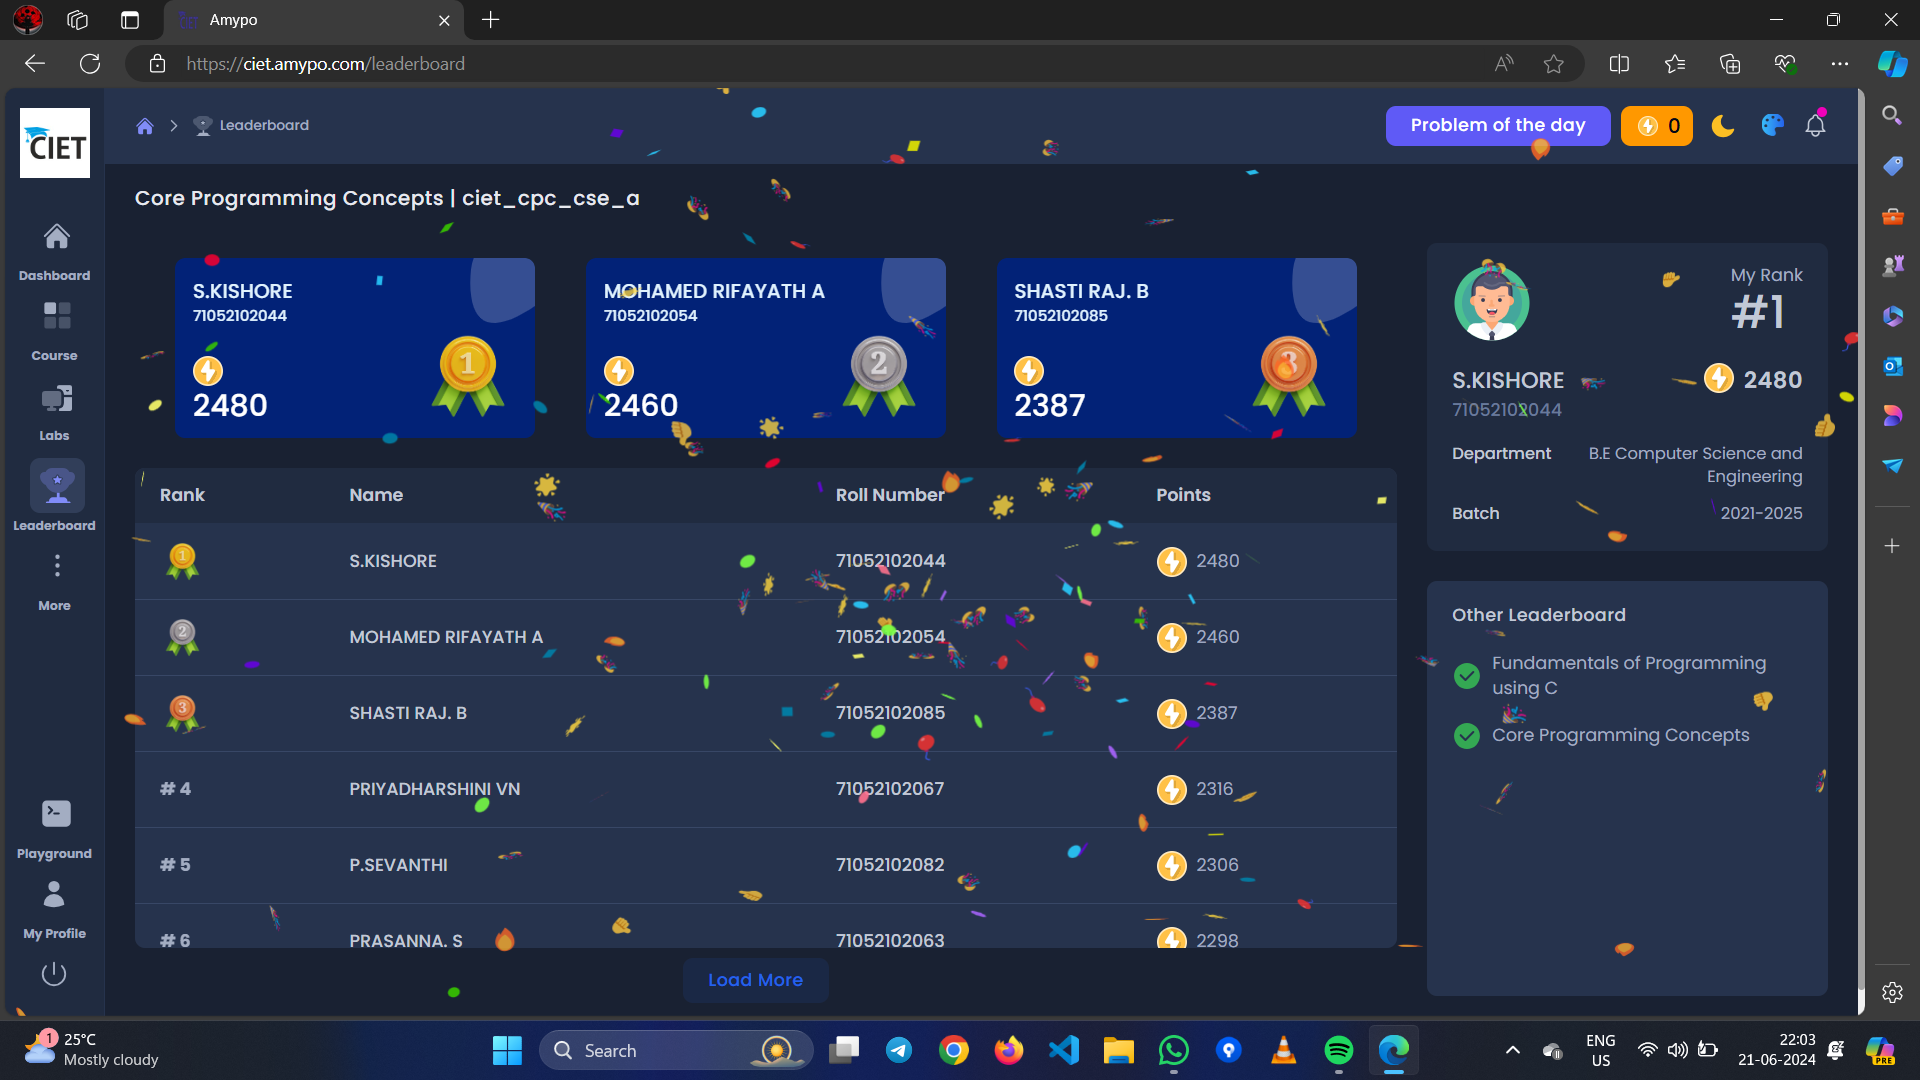 Amypo
https://ciet.amypo.com/leaderboard
CIET
Leaderboard
Problem of the day
0
Dashboard
Course
Labs
Leaderboard
More
Playground
My Profile
Core Programming Concepts | ciet_cpc_cse_a
S.KISHORE
71052102044
2480
1
MOHAMED RIFAYATH A
71052102054
2460
2
SHASTI RAJ. B
71052102085
2387
3
Rank Name Roll Number Points
1 S.KISHORE 71052102044 2480
2 MOHAMED RIFAYATH A 71052102054 2460
3 SHASTI RAJ. B 71052102085 2387
# 4 PRIYADHARSHINI VN 71052102067 2316
# 5 P.SEVANTHI 71052102082 2306
# 6 PRASANNA. S 71052102063 2298
Load More
My Rank
#1
S.KISHORE
2480
71052102044
Department B.E Computer Science and
Engineering
Batch 2021-2025
Other Leaderboard
Fundamentals of Programming
using C
Core Programming Concepts
1
25°C
Mostly cloudy
Search
ENG
US
22:03
21-06-2024
PRE